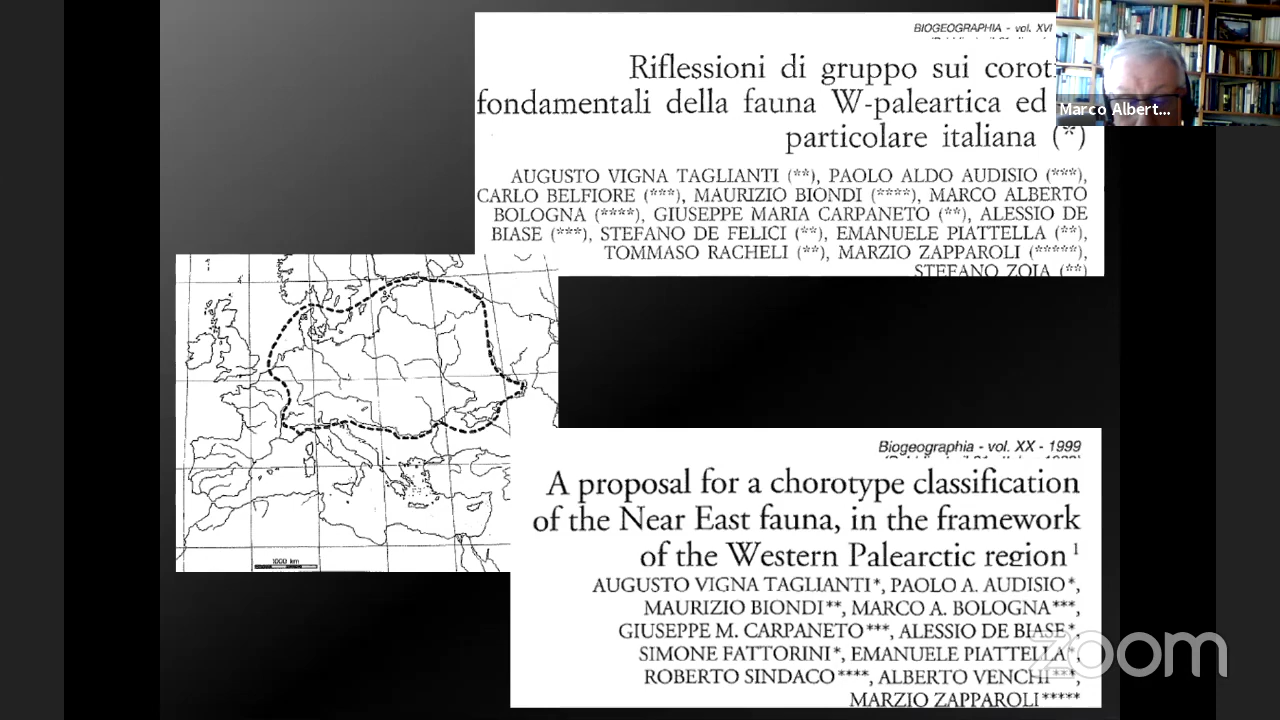 BIOGEOGRAPHIA - vol. XVI
Riflessioni di gruppo sui corot
fondamentali della fauna W-paleartica ed
particolare italiana (*)
AUGUSTO VIGNA TAGLIANTI (**), PAOLO ALDO AUDISIO (***),
CARLO BELFIORE (***), MAURIZIO BIONDI (****), MARCO ALBERTO
BOLOGNA (****), GIUSEPPE MARIA CARPANETO (**), ALESSIO DE
BIASE (***), STEFANO DE FELICI (**), EMANUELE PIATTELLA (**),
TOMMASO RACHELI (**), MARZIO ZAPPAROLI (*****),
STEFANO ZOIA (**)
Marco Albert...
1000 km
Biogeographia - vol. XX - 1999
A proposal for a chorotype classification
of the Near East fauna, in the framework
of the Western Palearctic region 1
AUGUSTO VIGNA TAGLIANTI*, PAOLO A. AUDISIO*,
MAURIZIO BIONDI**, MARCO A. BOLOGNA***,
GIUSEPPE M. CARPANETO***, ALESSIO DE BIASE*,
SIMONE FATTORINI*, EMANUELE PIATTELLA*,
ROBERTO SINDACO****, ALBERTO VENCHI***,
MARZIO ZAPPAROLI*****
zoom